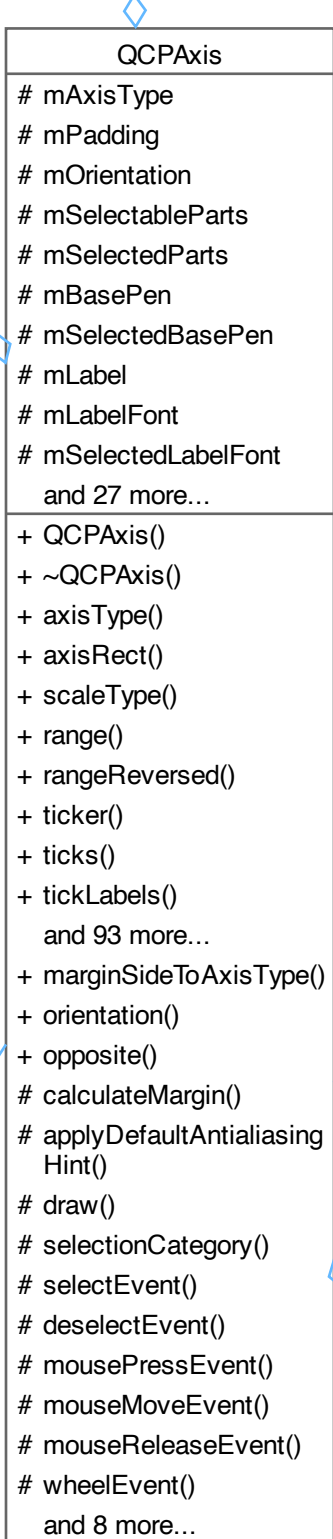 QCPAxis
# mAxisType
# mPadding
# mOrientation
# mSelectableParts
# mSelectedParts
# mBasePen
# mSelectedBasePen
# mLabel
# mLabelFont
# mSelectedLabelFont
and 27 more...
+ QCPAxis()
+ ~QCPAxis()
+ axisType()
+ axisRect()
+ scaleType()
+ range()
+ rangeReversed()
+ ticker()
+ ticks()
+ tickLabels()
and 93 more...
+ marginSideToAxisType()
+ orientation()
+ opposite()
# calculateMargin()
# applyDefaultAntialiasing
Hint()
# draw()
# selectionCategory()
# selectEvent()
# deselectEvent()
# mousePressEvent()
# mouseMoveEvent()
# mouseReleaseEvent()
# wheelEvent()
and 8 more...